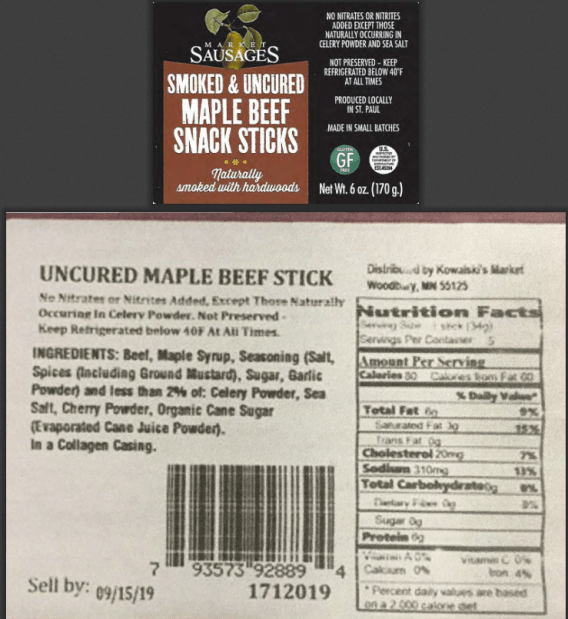 MARKET
SAUSAGES
SMOKED & UNCURED
MAPLE BEEF
SNACK STICKS
Naturally
smoked with hardwoods
NO NITRATES OR NITRITES
ADDED EXCEPT THOSE
NATURALLY OCCURRING IN
CELERY POWDER AND SEA SALT
NOT PRESERVED - KEEP
REFRIGERATED BELOW 40°F
AT ALL TIMES
PRODUCED LOCALLY
IN ST. PAUL
MADE IN SMALL BATCHES
GLUTEN
GF
FREE
U.S.
Net Wt. 6 oz. (170 g.)
UNCURED MAPLE BEEF STICK
No Nitrates or Nitrites Added, Except Those Naturally
Occuring In Celery Powder. Not Preserved -
Keep Refrigerated below 40F At All Times.
INGREDIENTS: Beef, Maple Syrup, Seasoning (Salt,
Spices (Including Ground Mustard), Sugar, Garlic
Powder) and less than 2% of: Celery Powder, Sea
Salt, Cherry Powder, Organic Cane Sugar
(Evaporated Cane Juice Powder).
In a Collagen Casing.
7 93573 92889 4
Sell by: 09/15/19
1712019
by Kowalski's Market
Woodbury, MN 55125
Nutrition Facts
Serving Size 1 stick (34g)
Servings Per Container 5
Amount Per Serving
Calories 80 Calories from Fat 60
% Daily Value*
Total Fat 6g 9%
Saturated Fat 3g 15%
Trans Fat 0g
Cholesterol 20mg 7%
Sodium 310mg 13%
Total Carbohydrate 0g 0%
Dietary Fiber 0g 0%
Sugar 0g
Protein 6g
Vitamin A 0% Vitamin C 0%
Calcium 0% Iron 4%
* Percent daily values are based
on a 2,000 calorie diet